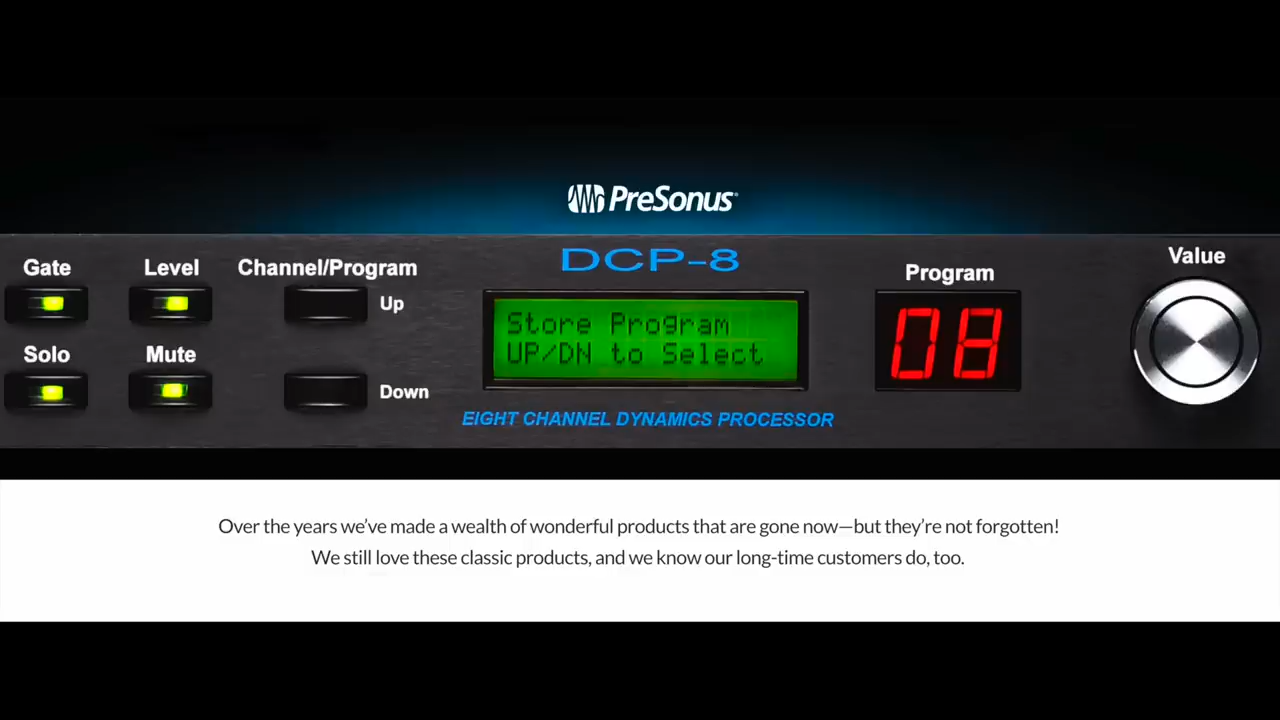 PreSonus
Gate
Level
Channel/Program
DCP-8
Program
Value
Up
Store Program
UP/DN to Select
08
Solo
Mute
Down
EIGHT CHANNEL DYNAMICS PROCESSOR
Over the years we’ve made a wealth of wonderful products that are gone now—but they’re not forgotten!
We still love these classic products, and we know our long-time customers do, too.